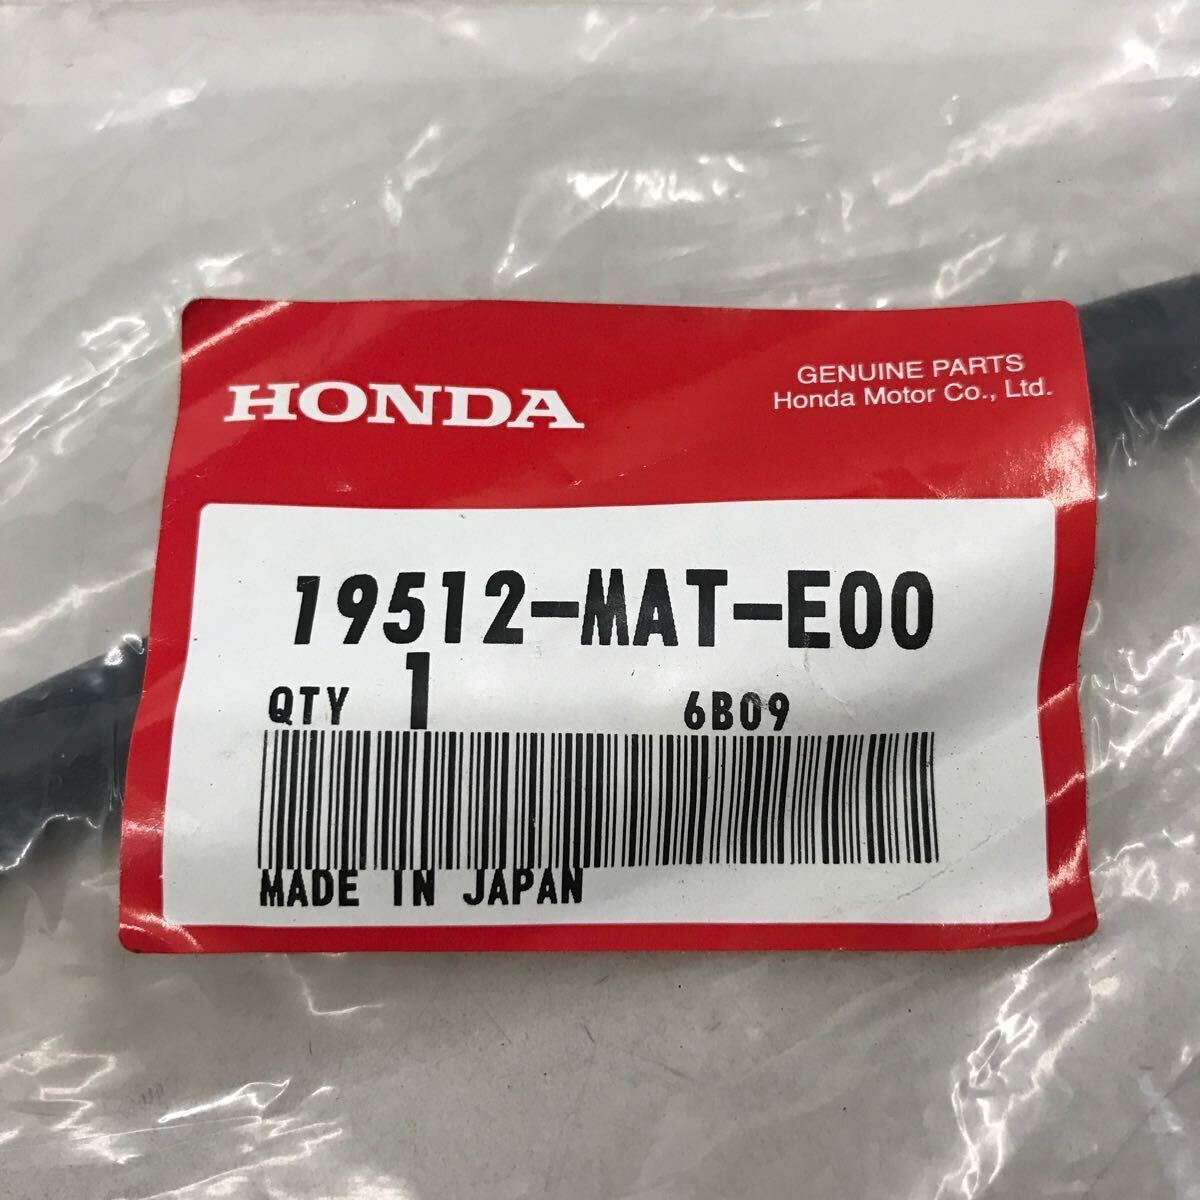 HONDA
GENUINE PARTS
Honda Motor Co., Ltd.
19512-MAT-E00
QTY 1 6B09
MADE IN JAPAN